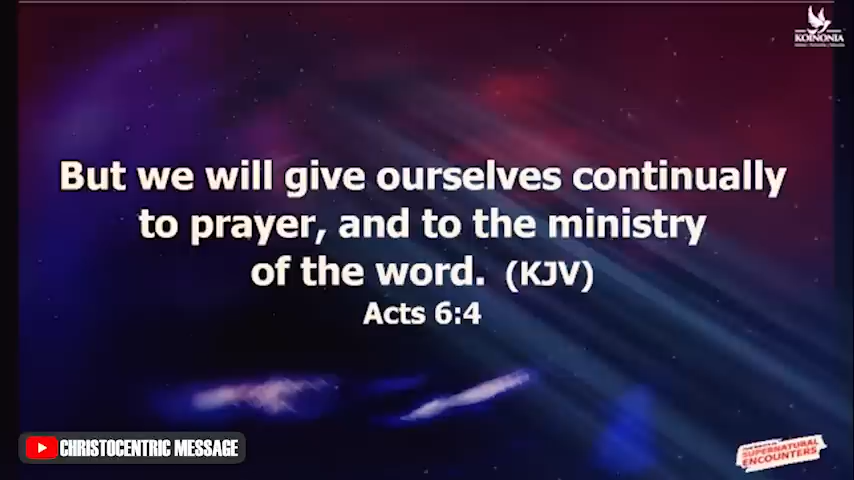 KOINONIA
But we will give ourselves continually
to prayer, and to the ministry
of the word. (KJV)
Acts 6:4
CHRISTOCENTRIC MESSAGE
SUPERNATURAL
ENCOUNTERS